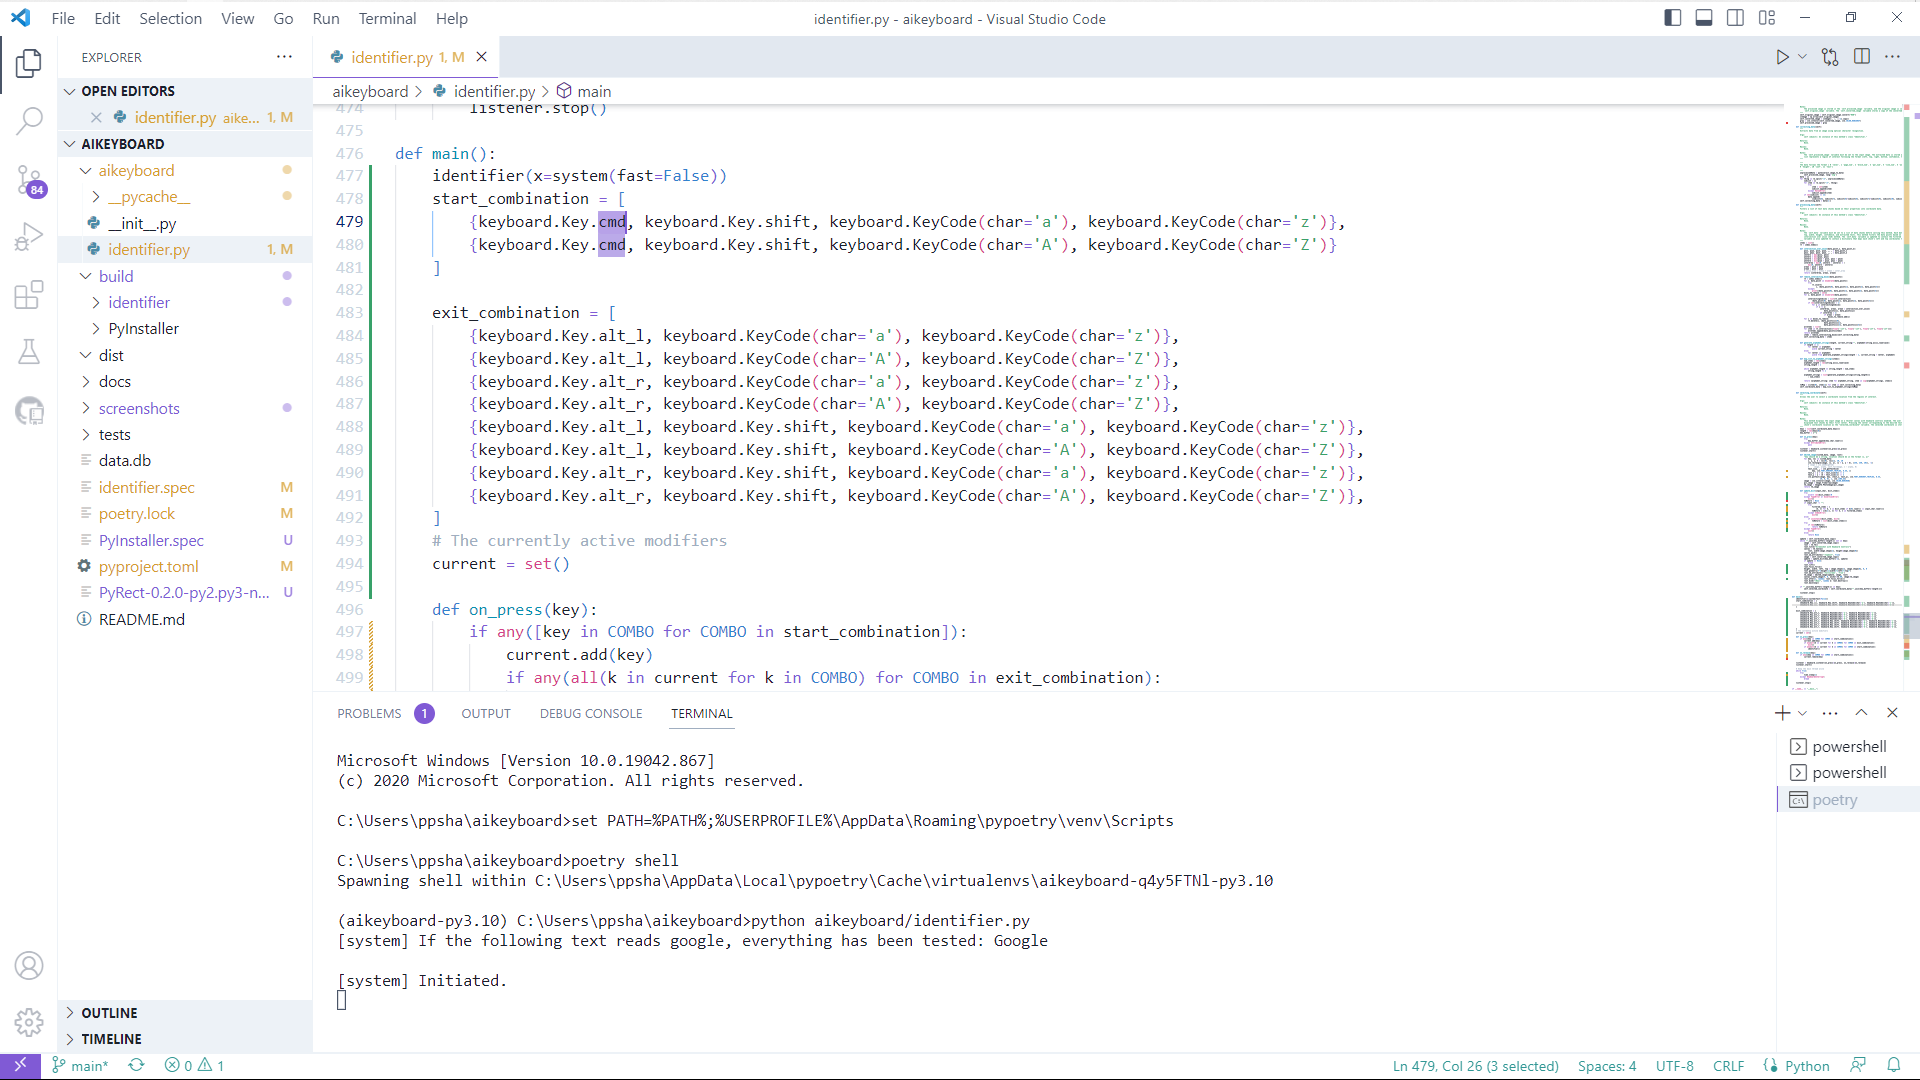 File Edit Selection View Go Run Terminal Help
identifier.py - aikeyboard - Visual Studio Code
EXPLORER
OPEN EDITORS
identifier.py aike... 1, M
AIKEYBOARD
aikeyboard
__pycache__
__init__.py
identifier.py 1, M
build
identifier
PyInstaller
dist
docs
screenshots
tests
data.db
identifier.spec M
poetry.lock M
PyInstaller.spec U
pyproject.toml M
PyRect-0.2.0-py2.py3-n... U
README.md
OUTLINE
TIMELINE
84
identifier.py 1, M
aikeyboard > identifier.py > main
474 listener.stop()
475
476 def main():
477 identifier(x=system(fast=False))
478 start_combination = [
479 {keyboard.Key.cmd, keyboard.Key.shift, keyboard.KeyCode(char='a'), keyboard.KeyCode(char='z')},
480 {keyboard.Key.cmd, keyboard.Key.shift, keyboard.KeyCode(char='A'), keyboard.KeyCode(char='Z')}
481 ]
482
483 exit_combination = [
484 {keyboard.Key.alt_l, keyboard.KeyCode(char='a'), keyboard.KeyCode(char='z')},
485 {keyboard.Key.alt_l, keyboard.KeyCode(char='A'), keyboard.KeyCode(char='Z')},
486 {keyboard.Key.alt_r, keyboard.KeyCode(char='a'), keyboard.KeyCode(char='z')},
487 {keyboard.Key.alt_r, keyboard.KeyCode(char='A'), keyboard.KeyCode(char='Z')},
488 {keyboard.Key.alt_l, keyboard.Key.shift, keyboard.KeyCode(char='a'), keyboard.KeyCode(char='z')},
489 {keyboard.Key.alt_l, keyboard.Key.shift, keyboard.KeyCode(char='A'), keyboard.KeyCode(char='Z')},
490 {keyboard.Key.alt_r, keyboard.Key.shift, keyboard.KeyCode(char='a'), keyboard.KeyCode(char='z')},
491 {keyboard.Key.alt_r, keyboard.Key.shift, keyboard.KeyCode(char='A'), keyboard.KeyCode(char='Z')},
492 ]
493 # The currently active modifiers
494 current = set()
495
496 def on_press(key):
497 if any([key in COMBO for COMBO in start_combination]):
498 current.add(key)
499 if any(all(k in current for k in COMBO) for COMBO in exit_combination):
PROBLEMS 1 OUTPUT DEBUG CONSOLE TERMINAL
Microsoft Windows [Version 10.0.19042.867]
(c) 2020 Microsoft Corporation. All rights reserved.
C:\Users\ppsha\aikeyboard>set PATH=%PATH%;%USERPROFILE%\AppData\Roaming\pypoetry\venv\Scripts
C:\Users\ppsha\aikeyboard>poetry shell
Spawning shell within C:\Users\ppsha\AppData\Local\pypoetry\Cache\virtualenvs\aikeyboard-q4y5FTNl-py3.10
(aikeyboard-py3.10) C:\Users\ppsha\aikeyboard>python aikeyboard/identifier.py
[system] If the following text reads google, everything has been tested: Google
[system] Initiated.
powershell
powershell
poetry
main* 0 1
Ln 479, Col 26 (3 selected) Spaces: 4 UTF-8 CRLF Python